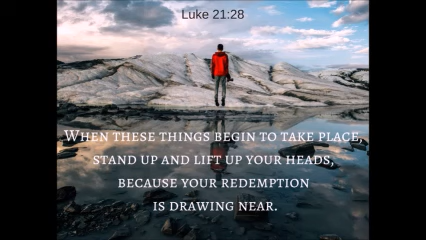 Luke 21:28
When these things begin to take place,
stand up and lift up your heads,
because your redemption
is drawing near.